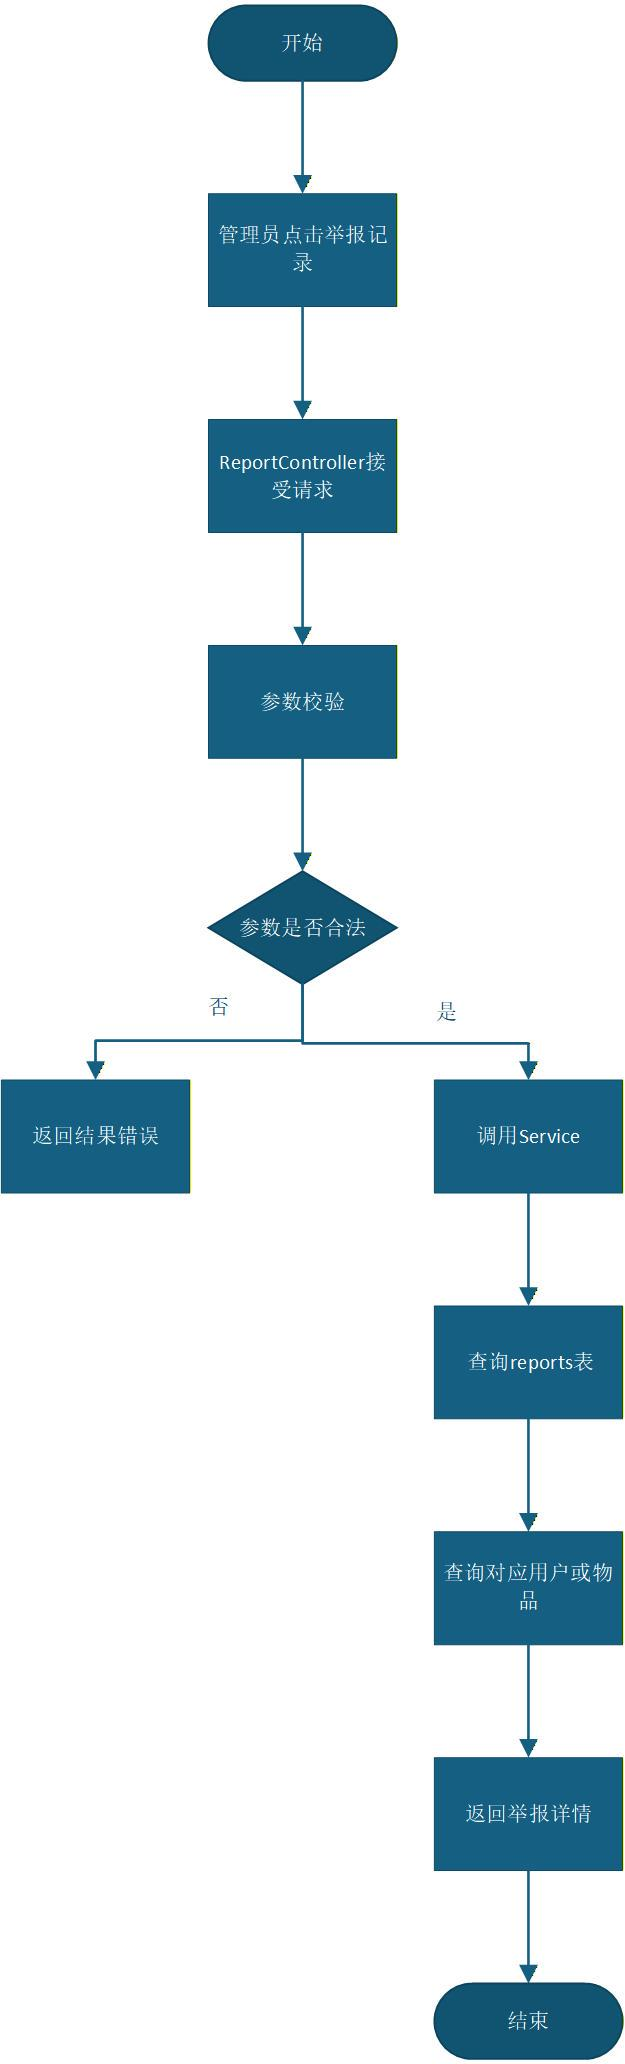 开始
管理员点击举报记
录
ReportController接
受请求
参数校验
参数是否合法
否
是
返回结果错误
调用Service
查询reports表
查询对应用户或物
品
返回举报详情
结束